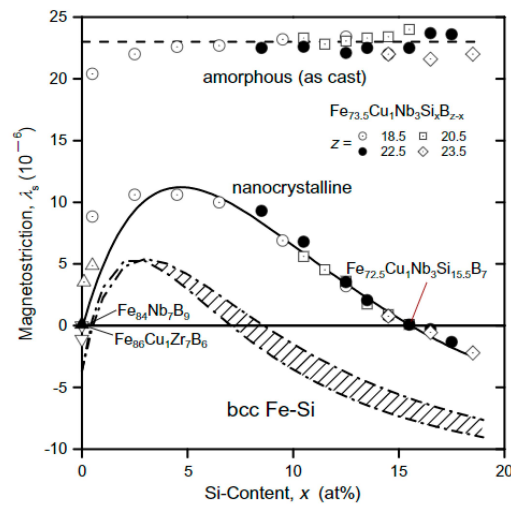 25
20
15
10
5
0
-5
-10
0
5
10
15
20
Magnetostriction, λs (10⁻⁶)
Si-Content, x (at%)
amorphous (as cast)
Fe₇₃.₅Cu₁Nb₃SiₓB_z-x
z = 18.5 20.5
22.5 23.5
nanocrystalline
Fe₇₂.₅Cu₁Nb₃Si₁₅.₅B₇
Fe₈₄Nb₇B₉
Fe₈₆Cu₁Zr₇B₆
bcc Fe-Si